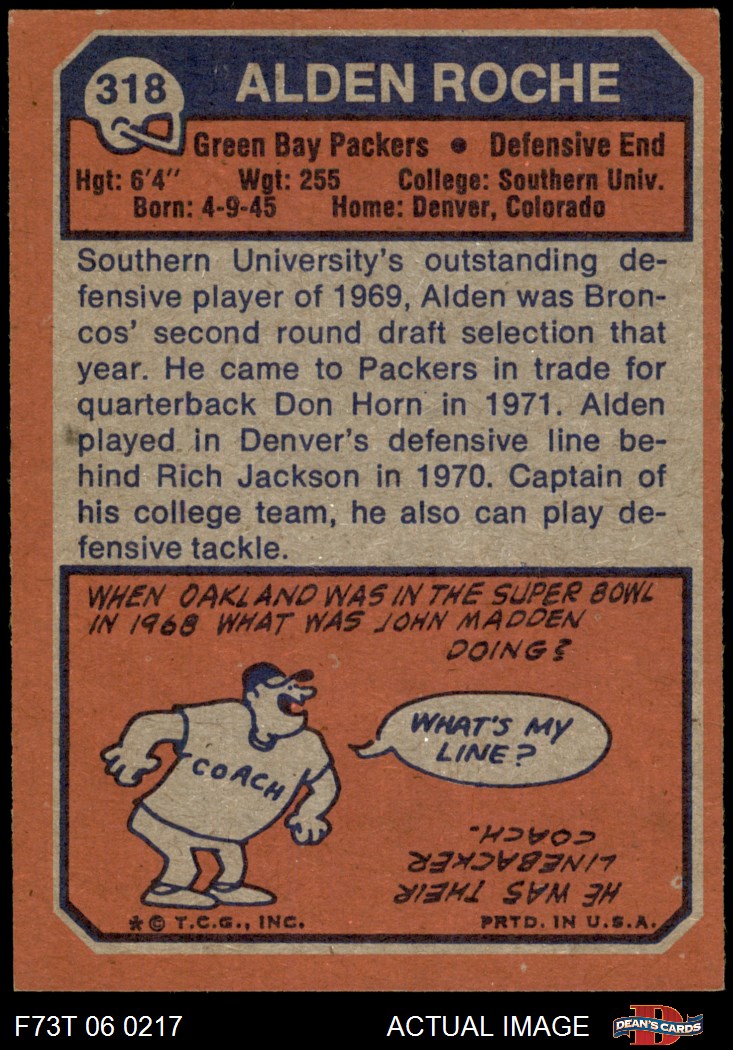 318 ALDEN ROCHE
Green Bay Packers • Defensive End
Hgt: 6'4" Wgt: 255 College: Southern Univ.
Born: 4-9-45 Home: Denver, Colorado
Southern University's outstanding de-
fensive player of 1969, Alden was Bron-
cos' second round draft selection that
year. He came to Packers in trade for
quarterback Don Horn in 1971. Alden
played in Denver's defensive line be-
hind Rich Jackson in 1970. Captain of
his college team, he also can play de-
fensive tackle.
WHEN OAKLAND WAS IN THE SUPER BOWL
IN 1968 WHAT WAS JOHN MADDEN
DOING?
WHAT'S MY
LINE?
COACH
HE WAS THEIR
LINEBACKER
COACH.
* © T.C.G., INC. PRTD. IN U.S.A.
F73T 06 0217 ACTUAL IMAGE
D
DEAN'S CARDS